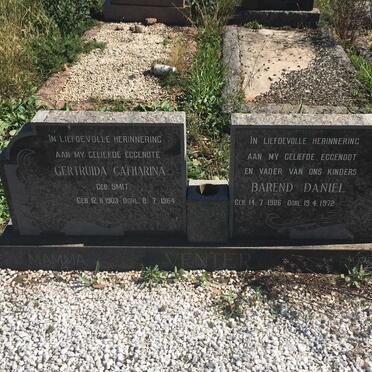 IN LIEFDEVOLLE HERINNERING
AAN MY GELIEFDE EGGENOTE
GERTRUIDA CATHARINA
GEB. SMIT
GEB. 12. 11. 1903 OORL. 8. 7. 1964
IN LIEFDEVOLLE HERINNERING
AAN MY GELIEFDE EGGENOOT
EN VADER VAN ONS KINDERS
BAREND DANIEL
GEB. 14. 7. 1906 OORL. 19. 4. 1972
MAMMA VENTER